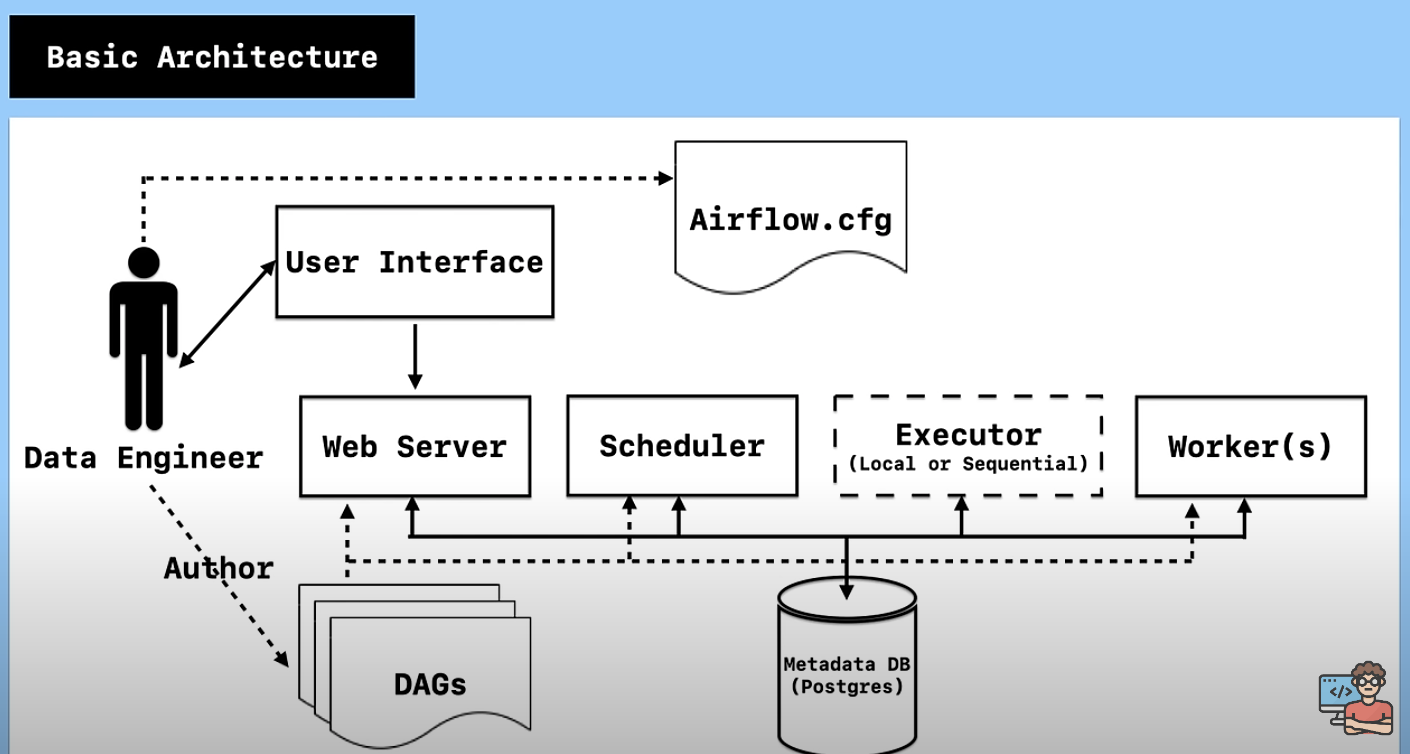 Basic Architecture
Airflow.cfg
User Interface
Data Engineer
Web Server
Scheduler
Executor
(Local or Sequential)
Worker(s)
Author
DAGs
Metadata DB
(Postgres)
</>